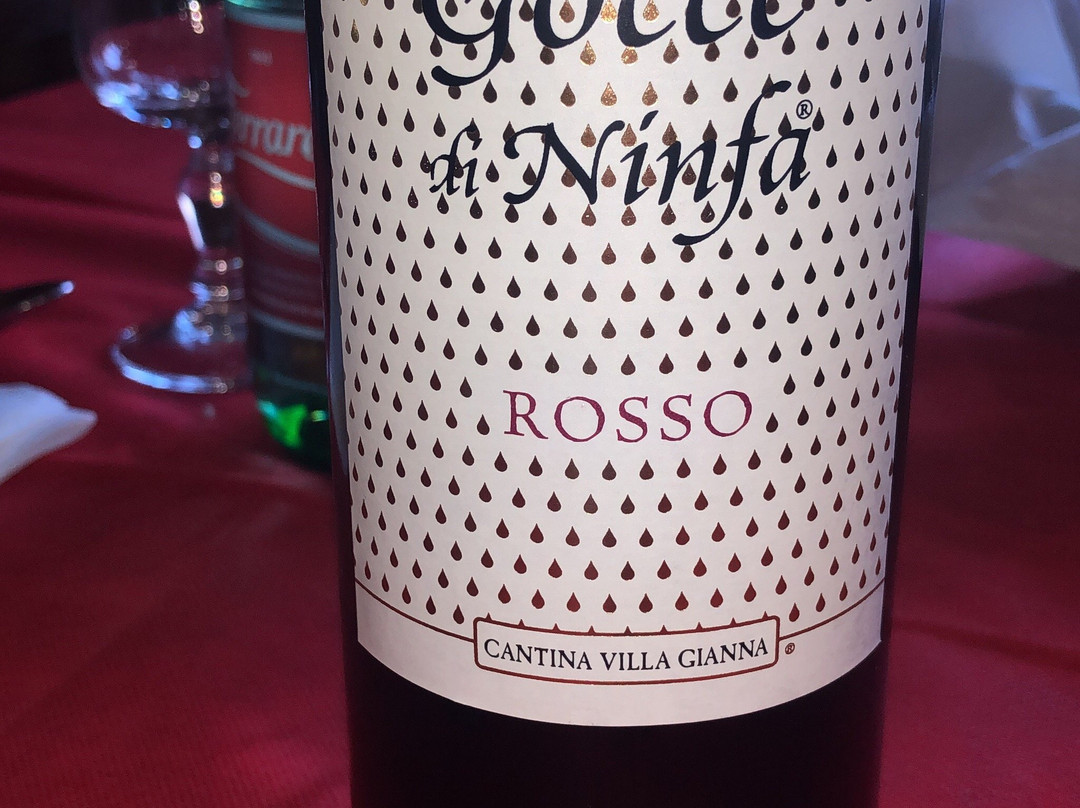 Gocce
di Ninfa®
ROSSO
CANTINA VILLA GIANNA ®